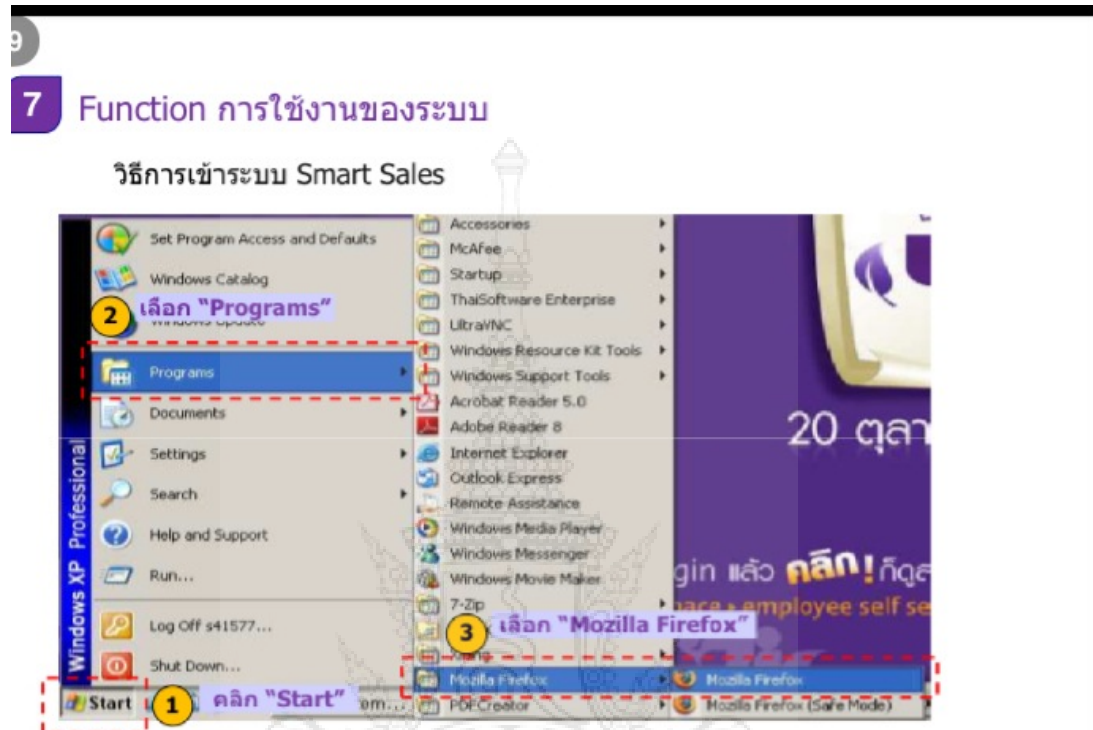 9
7 Function การใช้งานของระบบ
วิธีการเข้าระบบ Smart Sales
Set Program Access and Defaults
Windows Catalog
2 เลือก "Programs"
Windows Update
Programs
Documents
Settings
Search
Help and Support
Run...
Log Off s41577...
Shut Down...
Windows XP Professional
Start
1 คลิก "Start"
Accessories
McAfee
Startup
ThaiSoftware Enterprise
UltraVNC
Windows Resource Kit Tools
Windows Support Tools
Acrobat Reader 5.0
Adobe Reader 8
Internet Explorer
Outlook Express
Remote Assistance
Windows Media Player
Windows Messenger
Windows Movie Maker
7-Zip
3 เลือก "Mozilla Firefox"
Mozilla Firefox
PDFCreator
Mozilla Firefox
Mozilla Firefox (Safe Mode)
20 ตุลา
gin แล้ว คลิก! ก็ดูส
pace • employee self se